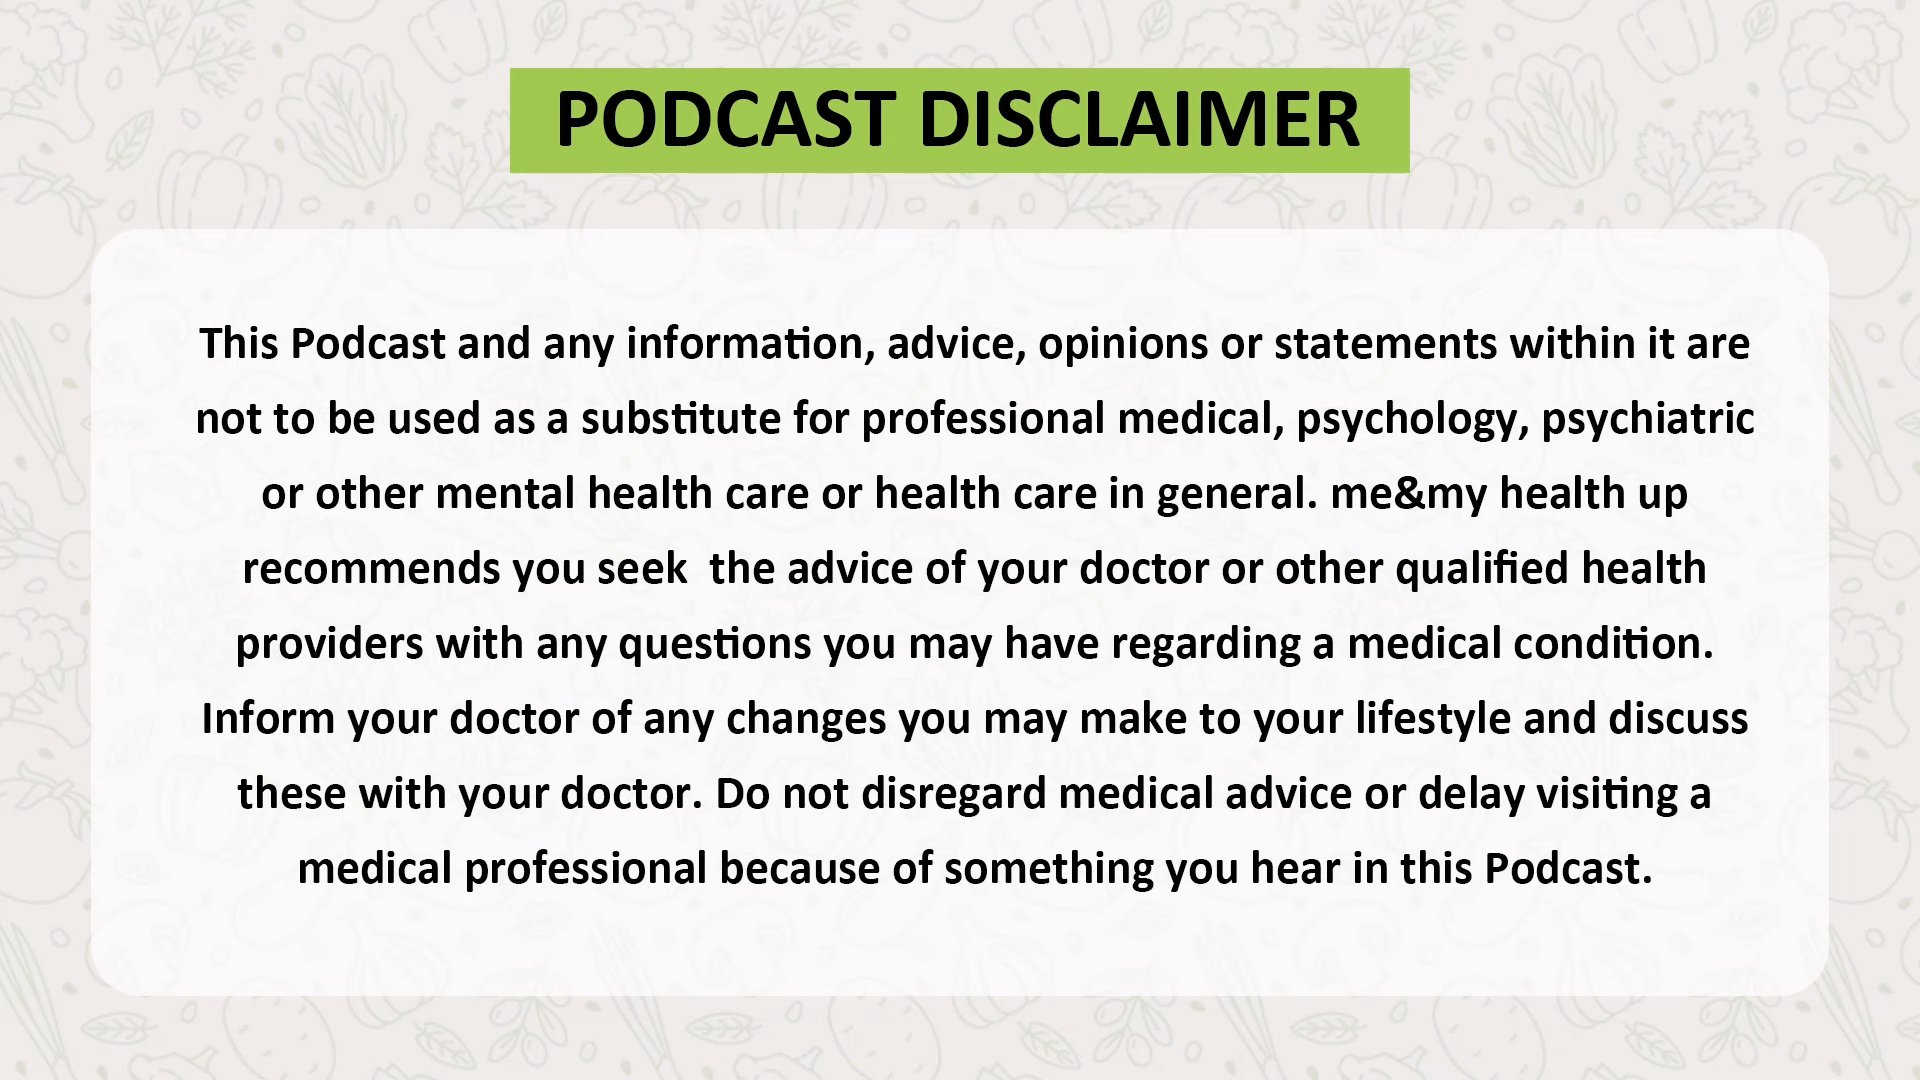 PODCAST DISCLAIMER
This Podcast and any information, advice, opinions or statements within it are
not to be used as a substitute for professional medical, psychology, psychiatric
or other mental health care or health care in general. me&my health up
recommends you seek  the advice of your doctor or other qualified health
providers with any questions you may have regarding a medical condition.
Inform your doctor of any changes you may make to your lifestyle and discuss
these with your doctor. Do not disregard medical advice or delay visiting a
medical professional because of something you hear in this Podcast.